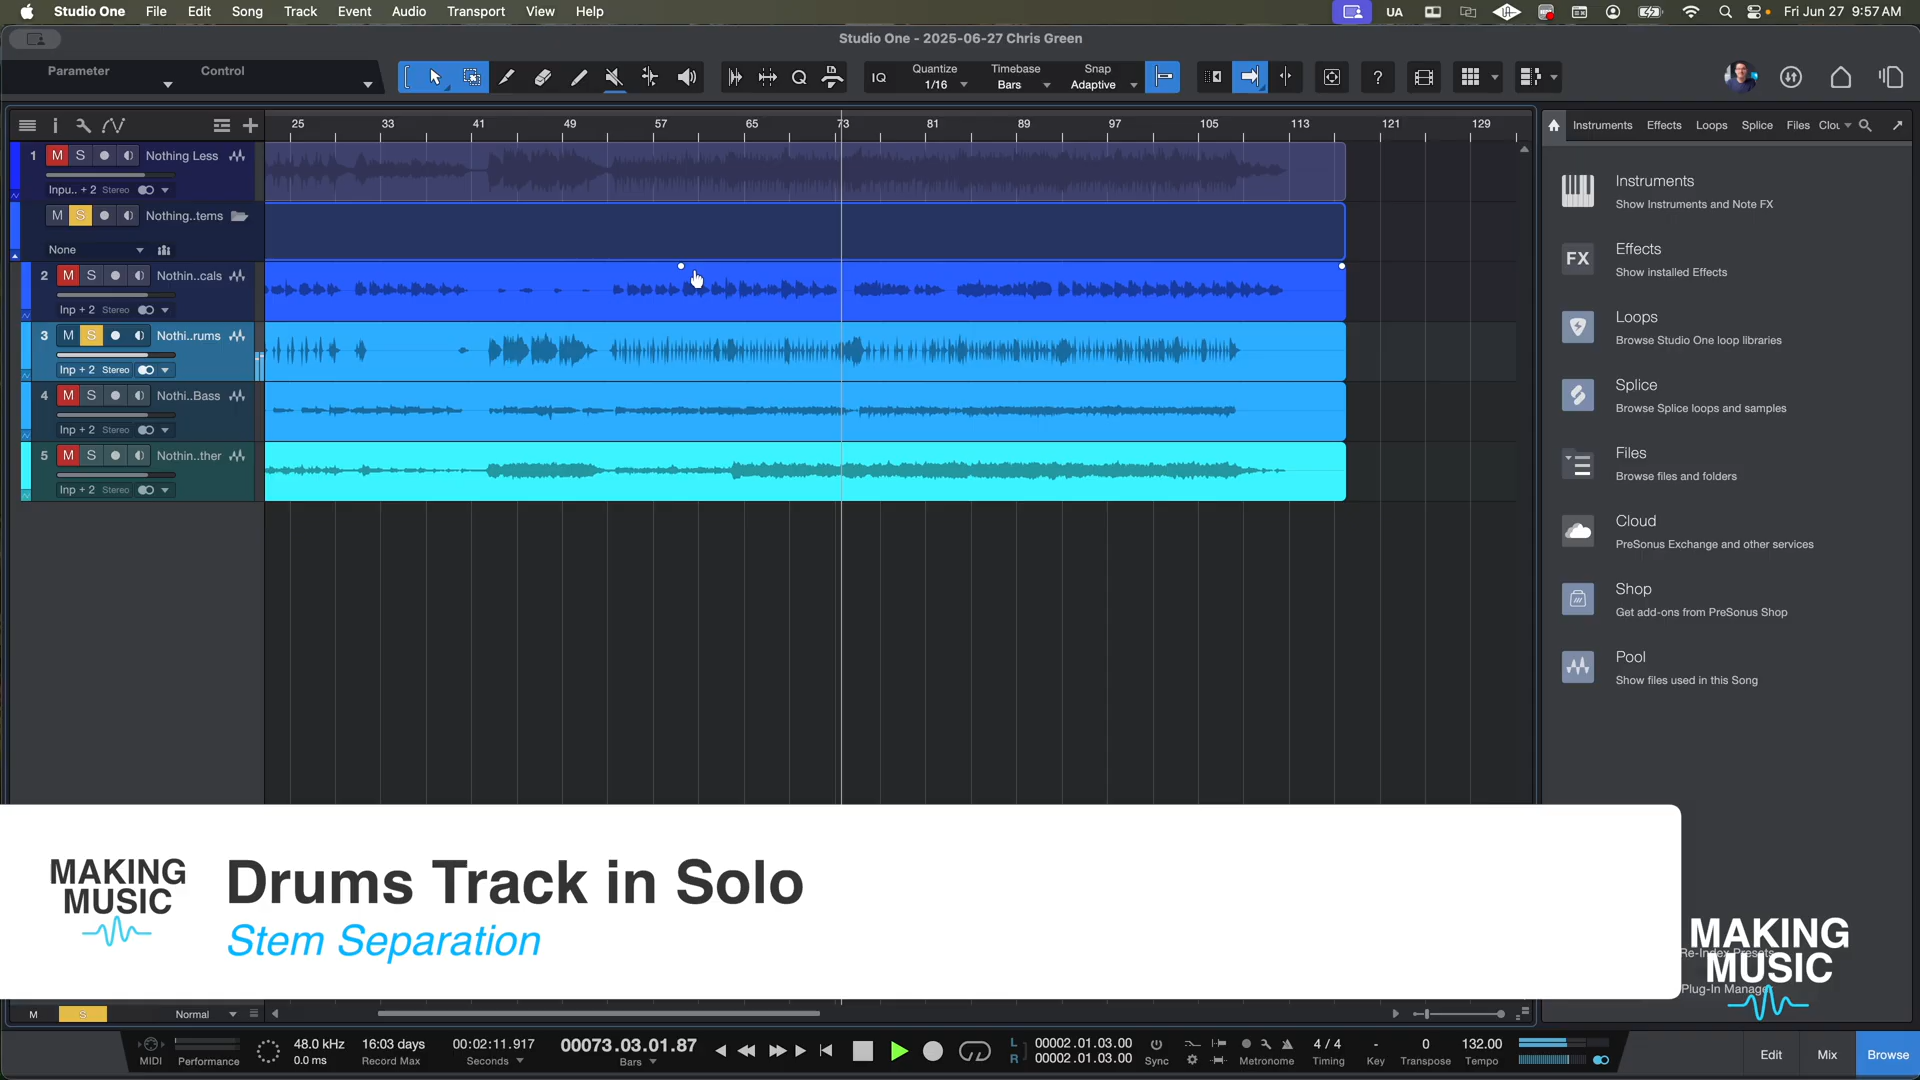 Studio One File Edit Song Track Event Audio Transport View Help
UA Fri Jun 27 9:57 AM
Studio One - 2025-06-27 Chris Green
Parameter Control
IQ Quantize 1/16 Timebase Bars Snap Adaptive ?
25 33 41 49 57 65 73 81 89 97 105 113 121 129
Instruments Effects Loops Splice Files Clou
1 M S Nothing Less
Inpu.. + 2 Stereo
M S Nothing..tems
None
2 M S Nothin..cals
Inp + 2 Stereo
3 M S Nothi..rums
Inp + 2 Stereo
4 M S Nothi..Bass
Inp + 2 Stereo
5 M S Nothin..ther
Inp + 2 Stereo
Instruments
Show Instruments and Note FX
FX
Effects
Show installed Effects
Loops
Browse Studio One loop libraries
Splice
Browse Splice loops and samples
Files
Browse files and folders
Cloud
PreSonus Exchange and other services
Shop
Get add-ons from PreSonus Shop
Pool
Show files used in this Song
MAKING
MUSIC
Drums Track in Solo
Stem Separation
Re-Index Presets
Plug-In Manager
MAKING
MUSIC
M S Normal
MIDI Performance
48.0 kHz
0.0 ms
16:03 days
Record Max
00:02:11.917
Seconds
00073.03.01.87
Bars
L 00002.01.03.00
R 00002.01.03.00
Sync Metronome
4 / 4
Timing
-
Key
0
Transpose
132.00
Tempo
Edit Mix Browse